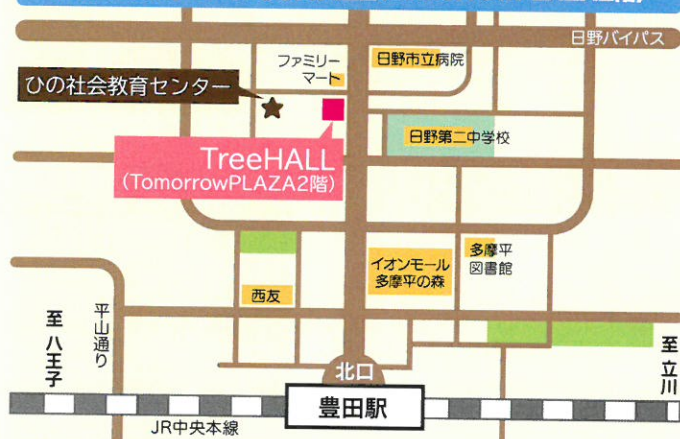 日野バイパス
ファミリー
マート
日野市立病院
ひの社会教育センター
日野第二中学校
TreeHALL
(TomorrowPLAZA2階)
イオンモール
多摩平の森
多摩平
図書館
西友
平山通り
至 八王子
至 立川
北口
豊田駅
JR中央本線